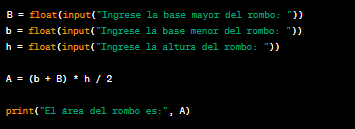 B = float(input("Ingrese la base mayor del rombo: "))
b = float(input("Ingrese la base menor del rombo: "))
h = float(input("Ingrese la altura del rombo: "))
A = (b + B) * h / 2
print("El área del rombo es:", A)